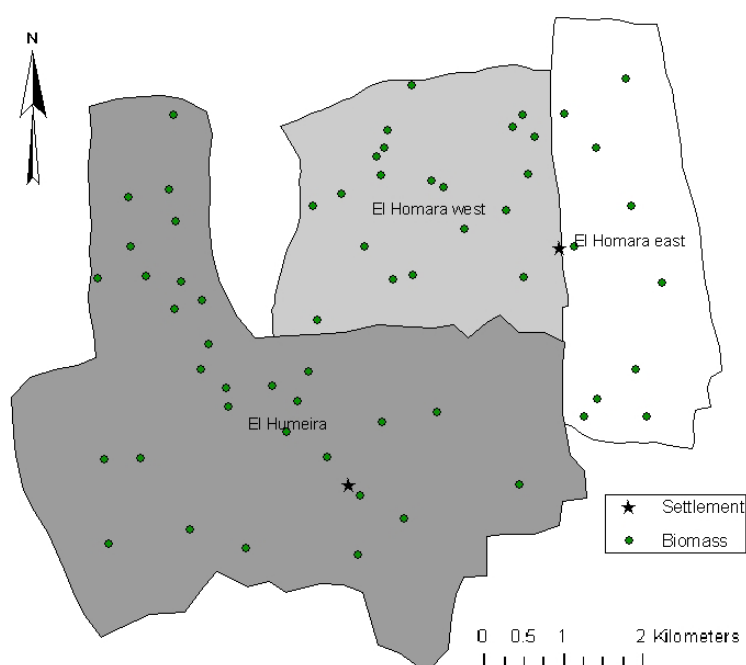 N
El Homara west
El Homara east
El Humeira
Settlement
Biomass
0 0.5 1 2 Kilometers